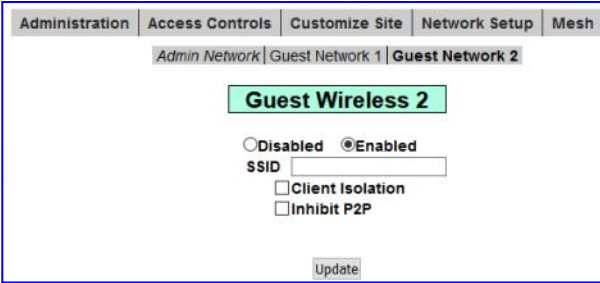 Administration Access Controls Customize Site Network Setup Mesh
Admin Network Guest Network 1 Guest Network 2
Guest Wireless 2
Disabled Enabled
SSID
Client Isolation
Inhibit P2P
Update